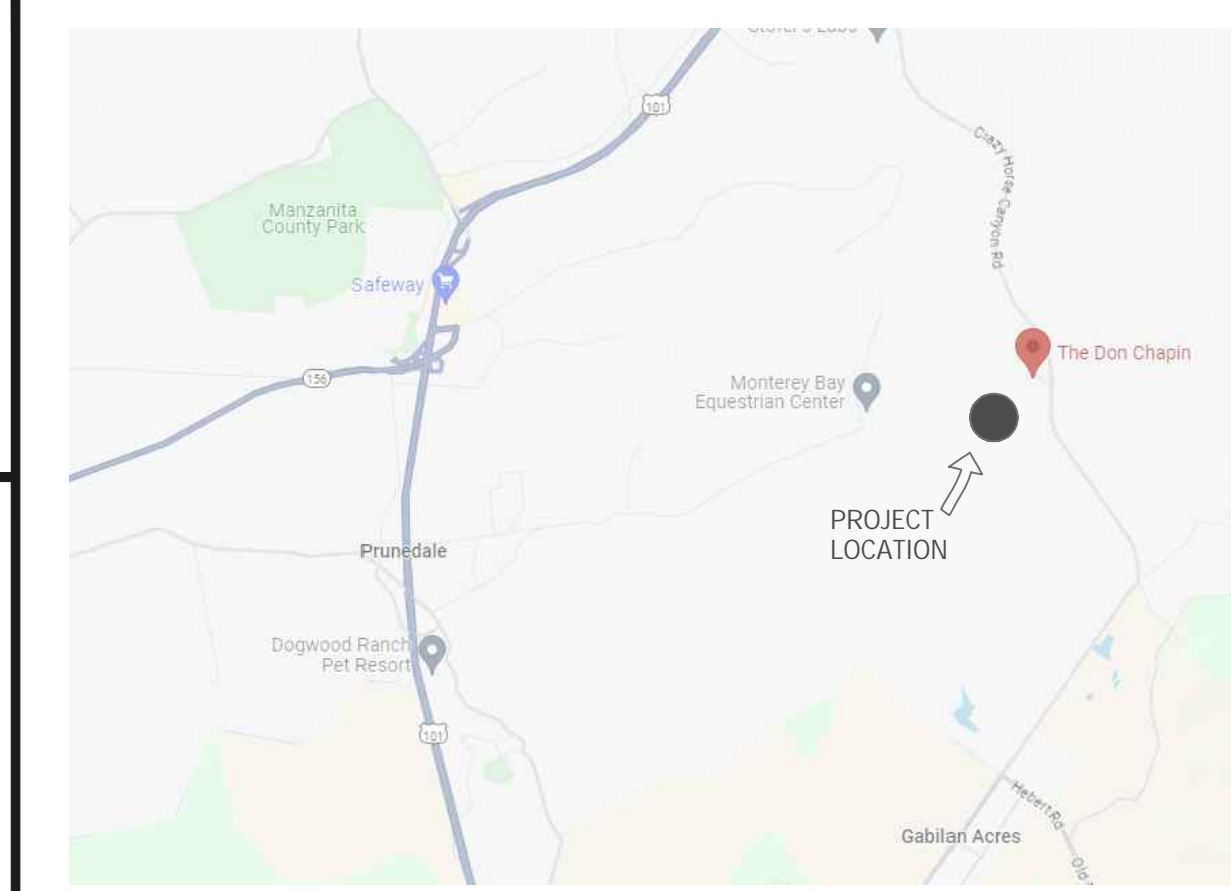 101
Crazy Horse Canyon Rd
Manzanita
County Park
Safeway
The Don Chapin
156
Monterey Bay
Equestrian Center
PROJECT
LOCATION
Prunedale
Dogwood Ranch
Pet Resort
101
Hebert Rd
Gabilan Acres
Old